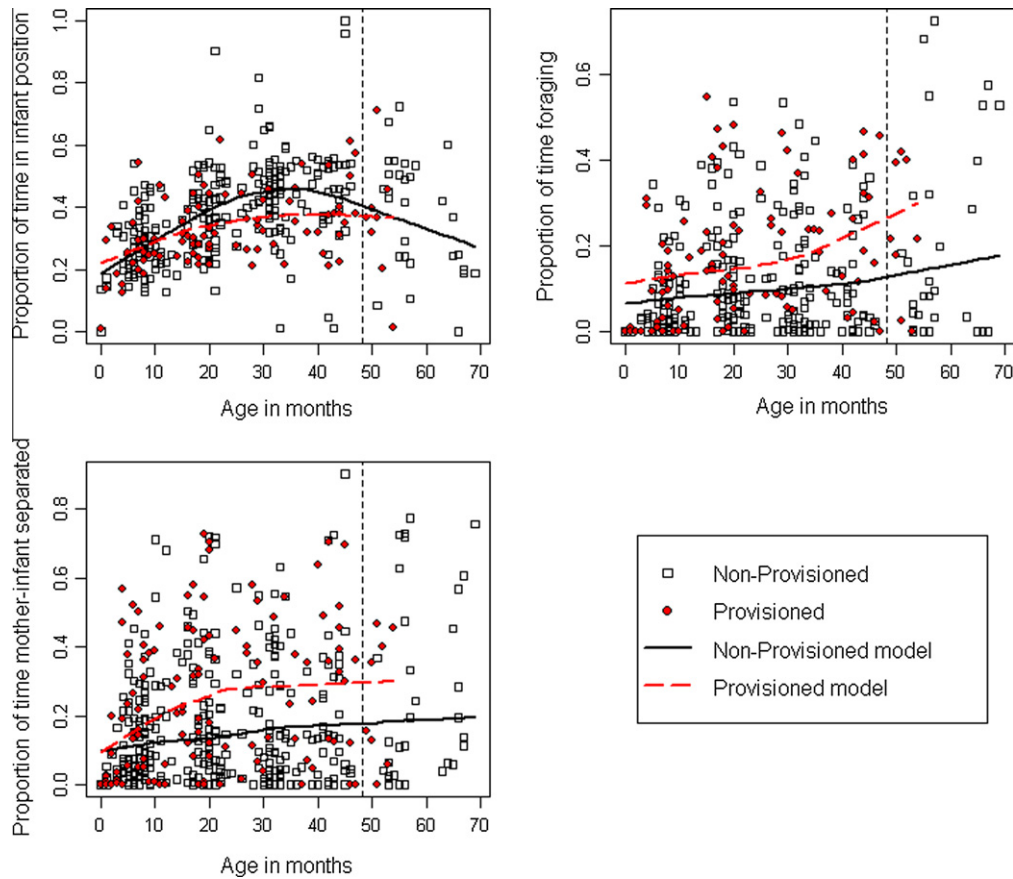 Proportion of time in infant position
1.0
0.8
0.6
0.4
0.2
0.0
0 10 20 30 40 50 60 70
Age in months
Proportion of time foraging
0.6
0.4
0.2
0.0
0 10 20 30 40 50 60 70
Age in months
Proportion of time mother-infant separated
0.8
0.6
0.4
0.2
0.0
0 10 20 30 40 50 60 70
Age in months
Non-Provisioned
Provisioned
Non-Provisioned model
Provisioned model